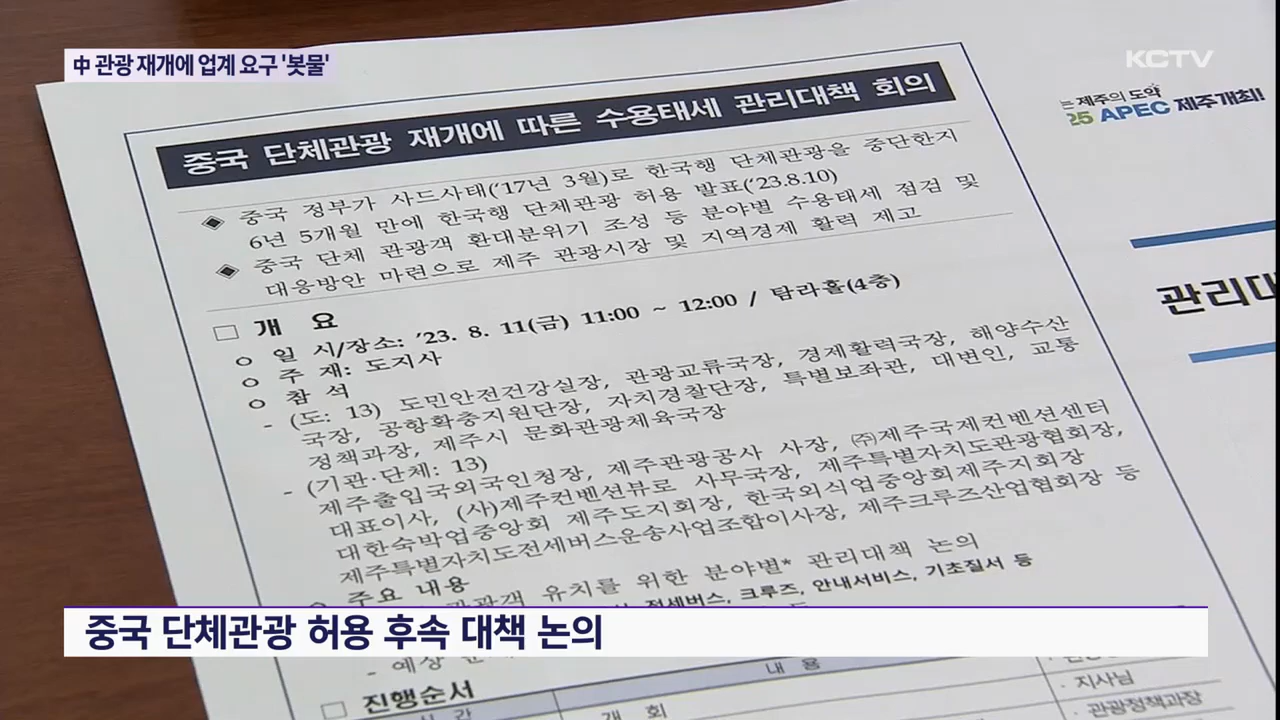 中 관광 재개에 업계 요구 '봇물'
KCTV
는 제주의 도약
25 APEC 제주개최!
중국 단체관광 재개에 따른 수용태세 관리대책 회의
◈ 중국 정부가 사드사태('17년 3월)로 한국행 단체관광을 중단한지
6년 5개월 만에 한국행 단체관광 허용 발표('23.8.10)
◈ 중국 단체 관광객 환대분위기 조성 등 분야별 수용태세 점검 및
대응방안 마련으로 제주 관광시장 및 지역경제 활력 제고
관리대
□ 개 요
ㅇ 일 시/장소: '23. 8. 11(금) 11:00 ~ 12:00 / 탐라홀(4층)
ㅇ 주 재: 도지사
ㅇ 참 석
- (도: 13) 도민안전건강실장, 관광교류국장, 경제활력국장, 해양수산
국장, 공항확충지원단장, 자치경찰단장, 특별보좌관, 대변인, 교통
정책과장, 제주시 문화관광체육국장
- (기관·단체: 13)
제주출입국외국인청장, 제주관광공사 사장, ㈜제주국제컨벤션센터
대표이사, (사)제주컨벤션뷰로 사무국장, 제주특별자치도관광협회장,
대한숙박업중앙회 제주도지회장, 한국외식업중앙회제주지회장
제주특별자치도전세버스운송사업조합이사장, 제주크루즈산업협회장 등
ㅇ 주요 내용
관광객 유치를 위한 분야별* 관리대책 논의
전세버스, 크루즈, 안내서비스, 기초질서 등
중국 단체관광 허용 후속 대책 논의
- 예상
□ 진행순서
시 간
내 용
개 회
· 지사님
· 관광정책과장